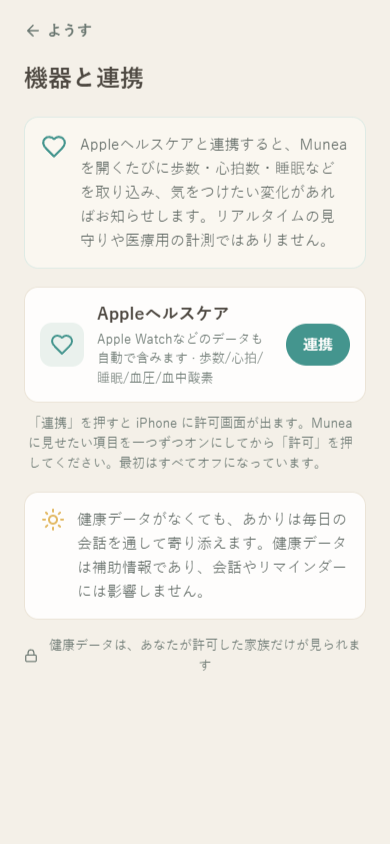 ← ようす
機器と連携
Appleヘルスケアと連携すると、Munea
を開くたびに歩数・心拍数・睡眠など
を取り込み、気をつけたい変化があれ
ばお知らせします。リアルタイムの見
守りや医療用の計測ではありません。
Appleヘルスケア
Apple Watchなどのデータも
自動で含みます · 歩数/心拍/
睡眠/血圧/血中酸素
連携
「連携」を押すと iPhone に許可画面が出ます。Munea
に見せたい項目を一つずつオンにしてから「許可」を押
してください。最初はすべてオフになっています。
健康データがなくても、あかりは毎日の
会話を通して寄り添えます。健康データ
は補助情報であり、会話やリマインダー
には影響しません。
健康データは、あなたが許可した家族だけが見られま
す